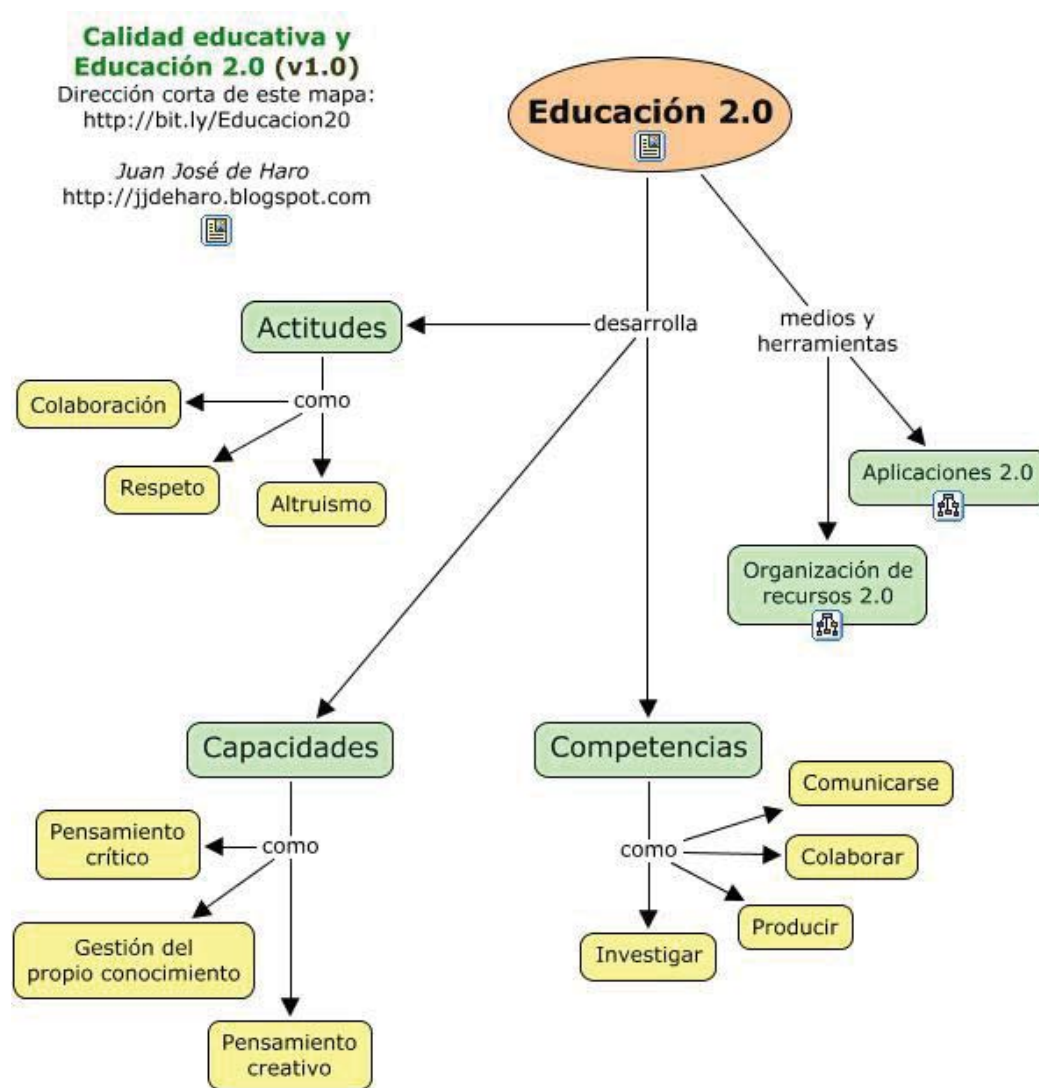 Calidad educativa y
Educación 2.0 (v1.0)
Dirección corta de este mapa:
http://bit.ly/Educacion20
Juan José de Haro
http://jjdeharo.blogspot.com
Educación 2.0
desarrolla
medios y
herramientas
Actitudes
como
Colaboración
Respeto
Altruismo
Aplicaciones 2.0
Organización de
recursos 2.0
Capacidades
como
Pensamiento
crítico
Gestión del
propio conocimiento
Pensamiento
creativo
Competencias
como
Comunicarse
Colaborar
Producir
Investigar